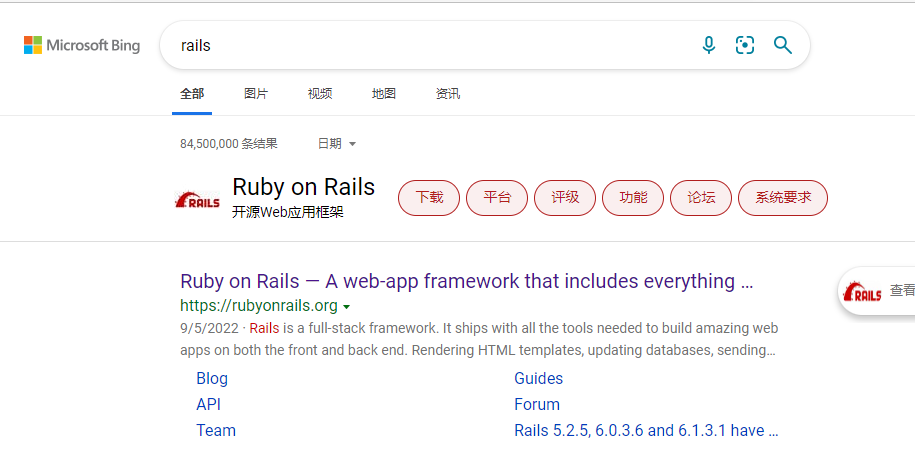 Microsoft Bing
rails
全部 图片 视频 地图 资讯
84,500,000 条结果 日期
RAILS
Ruby on Rails
开源Web应用框架
下载 平台 评级 功能 论坛 系统要求
Ruby on Rails — A web-app framework that includes everything ...
https://rubyonrails.org
9/5/2022 · Rails is a full-stack framework. It ships with all the tools needed to build amazing web
apps on both the front and back end. Rendering HTML templates, updating databases, sending...
Blog Guides
API Forum
Team Rails 5.2.5, 6.0.3.6 and 6.1.3.1 have ...
RAILS 查看